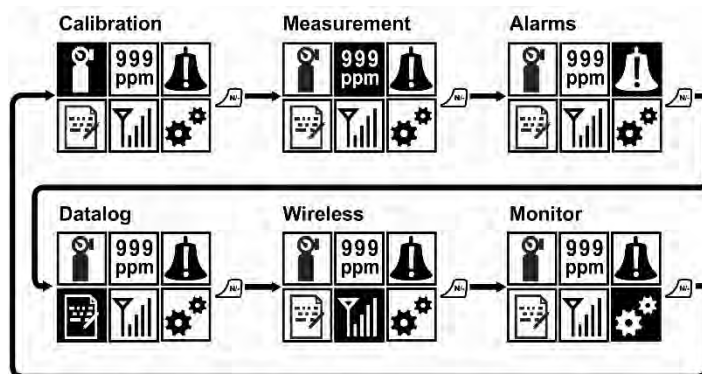 Calibration Measurement Alarms
999 999 999
ppm ppm ppm
N/- N/- N/-
Datalog Wireless Monitor
999 999 999
ppm ppm ppm
N/- N/- N/-